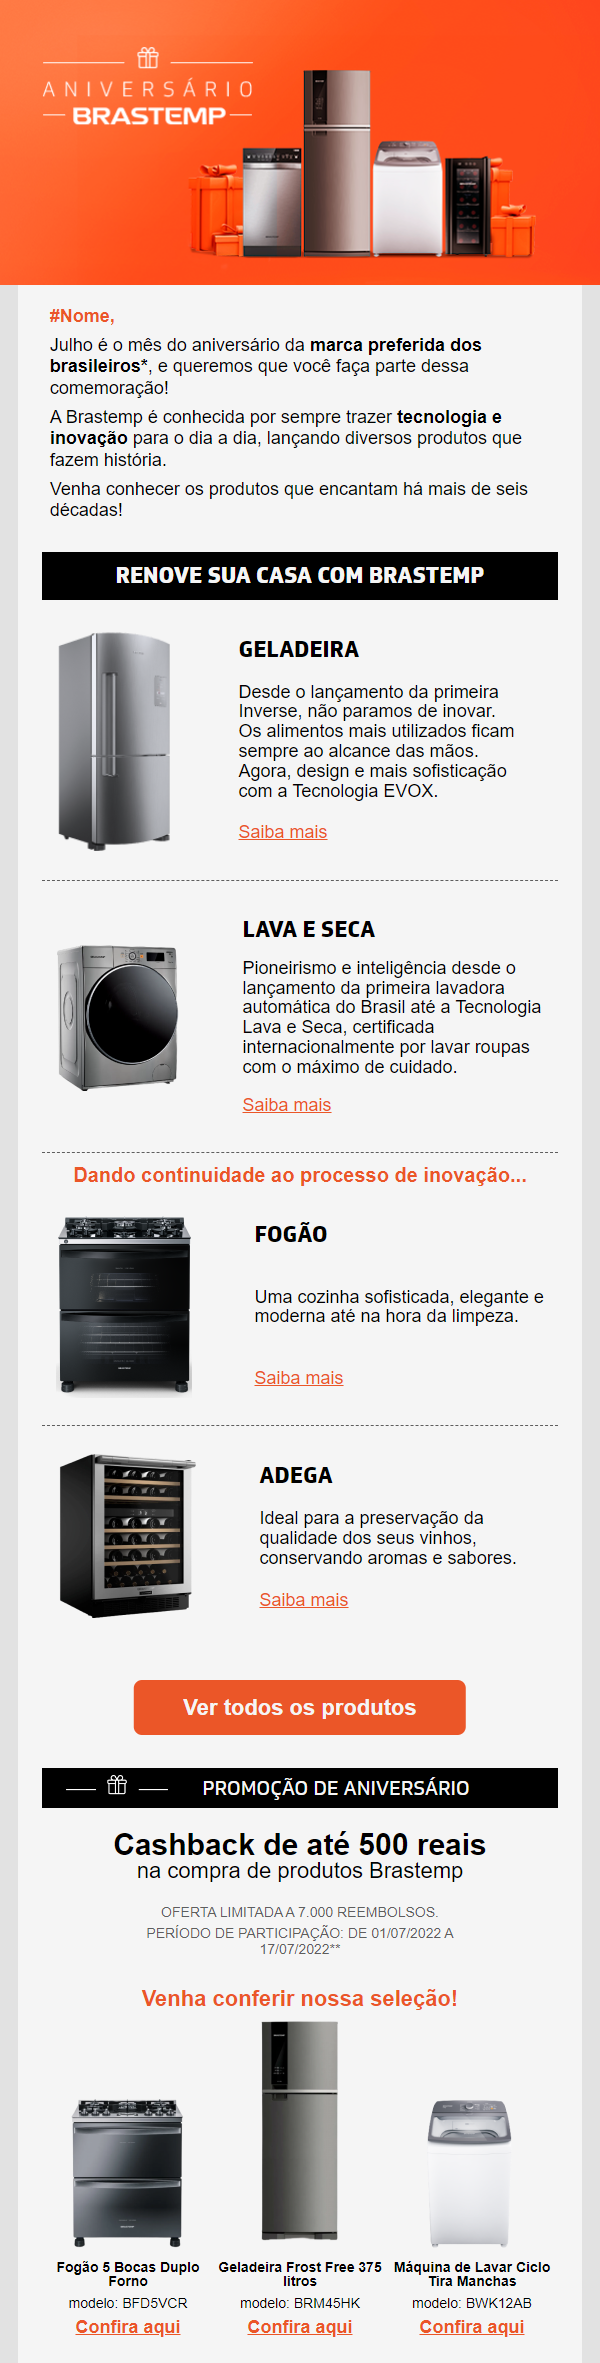 ANIVERSÁRIO
BRASTEMP
#Nome,
Julho é o mês do aniversário da marca preferida dos
brasileiros*, e queremos que você faça parte dessa
comemoração!
A Brastemp é conhecida por sempre trazer tecnologia e
inovação para o dia a dia, lançando diversos produtos que
fazem história.
Venha conhecer os produtos que encantam há mais de seis
décadas!
RENOVE SUA CASA COM BRASTEMP
GELADEIRA
Desde o lançamento da primeira
Inverse, não paramos de inovar.
Os alimentos mais utilizados ficam
sempre ao alcance das mãos.
Agora, design e mais sofisticação
com a Tecnologia EVOX.
Saiba mais
LAVA E SECA
Pioneirismo e inteligência desde o
lançamento da primeira lavadora
automática do Brasil até a Tecnologia
Lava e Seca, certificada
internacionalmente por lavar roupas
com o máximo de cuidado.
Saiba mais
Dando continuidade ao processo de inovação...
FOGÃO
Uma cozinha sofisticada, elegante e
moderna até na hora da limpeza.
Saiba mais
ADEGA
Ideal para a preservação da
qualidade dos seus vinhos,
conservando aromas e sabores.
Saiba mais
Ver todos os produtos
PROMOÇÃO DE ANIVERSÁRIO
Cashback de até 500 reais
na compra de produtos Brastemp
OFERTA LIMITADA A 7.000 REEMBOLSOS.
PERÍODO DE PARTICIPAÇÃO: DE 01/07/2022 A
17/07/2022**
Venha conferir nossa seleção!
Fogão 5 Bocas Duplo
Forno
modelo: BFD5VCR
Confira aqui
Geladeira Frost Free 375
litros
modelo: BRM45HK
Confira aqui
Máquina de Lavar Ciclo
Tira Manchas
modelo: BWK12AB
Confira aqui